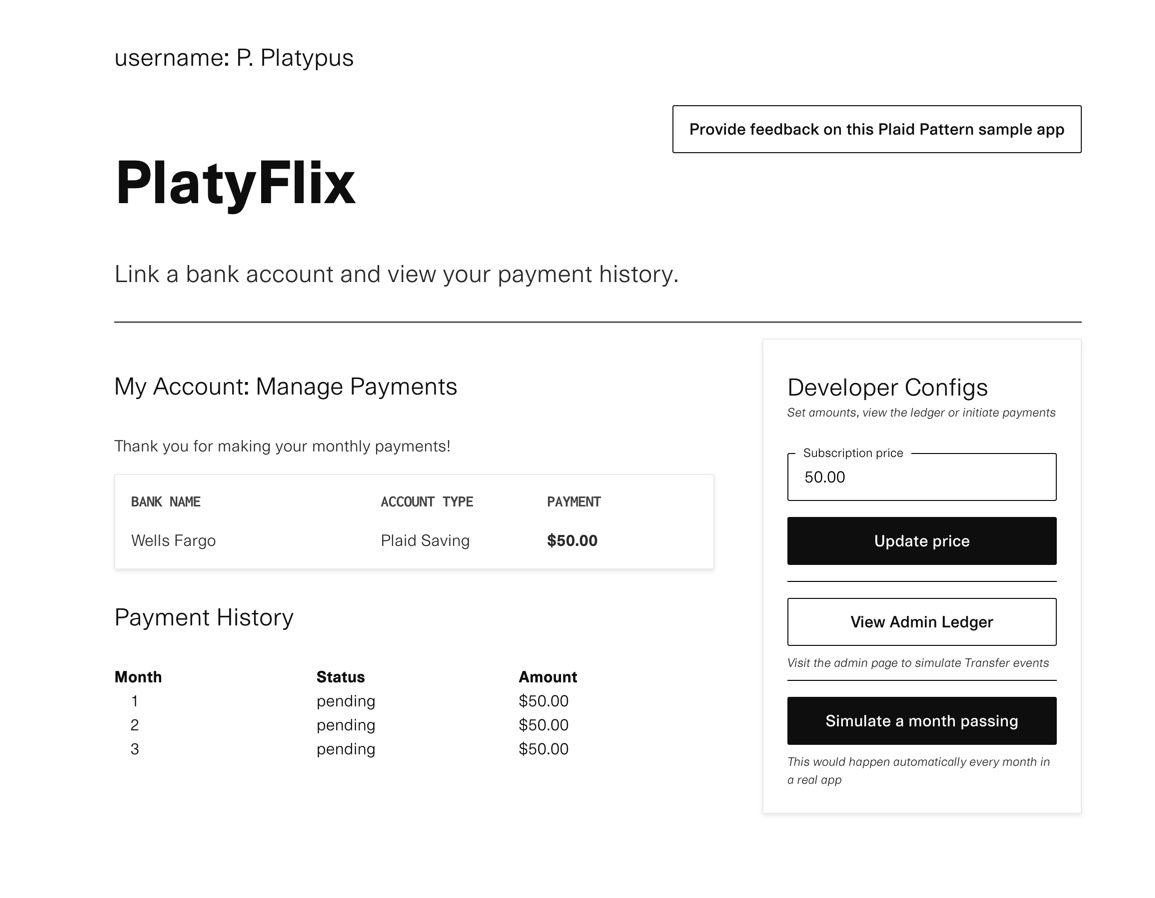 username: P. Platypus
Provide feedback on this Plaid Pattern sample app
PlatyFlix
Link a bank account and view your payment history.
My Account: Manage Payments
Thank you for making your monthly payments!
BANK NAME ACCOUNT TYPE PAYMENT
Wells Fargo Plaid Saving $50.00
Payment History
Month Status Amount
1 pending $50.00
2 pending $50.00
3 pending $50.00
Developer Configs
Set amounts, view the ledger or initiate payments
Subscription price
50.00
Update price
View Admin Ledger
Visit the admin page to simulate Transfer events
Simulate a month passing
This would happen automatically every month in
a real app